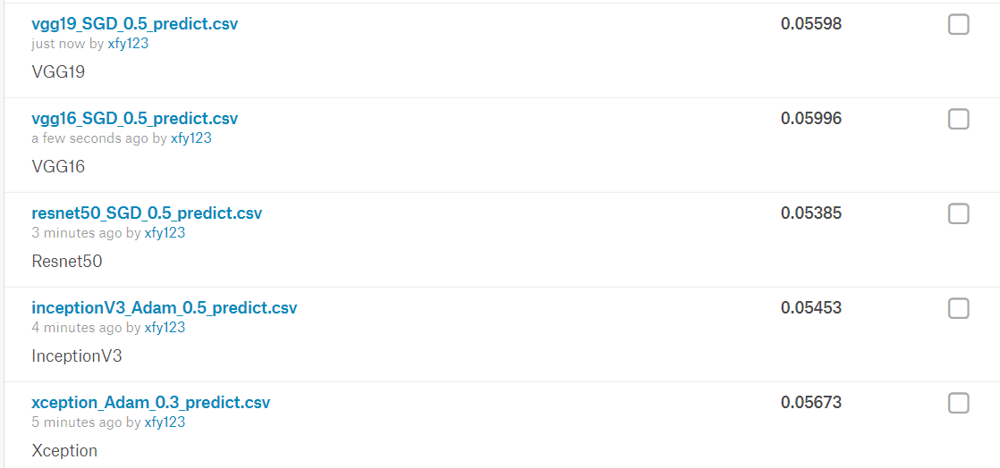 vgg19_SGD_0.5_predict.csv 0.05598
just now by xfy123
VGG19
vgg16_SGD_0.5_predict.csv 0.05996
a few seconds ago by xfy123
VGG16
resnet50_SGD_0.5_predict.csv 0.05385
3 minutes ago by xfy123
Resnet50
inceptionV3_Adam_0.5_predict.csv 0.05453
4 minutes ago by xfy123
InceptionV3
xception_Adam_0.3_predict.csv 0.05673
5 minutes ago by xfy123
Xception